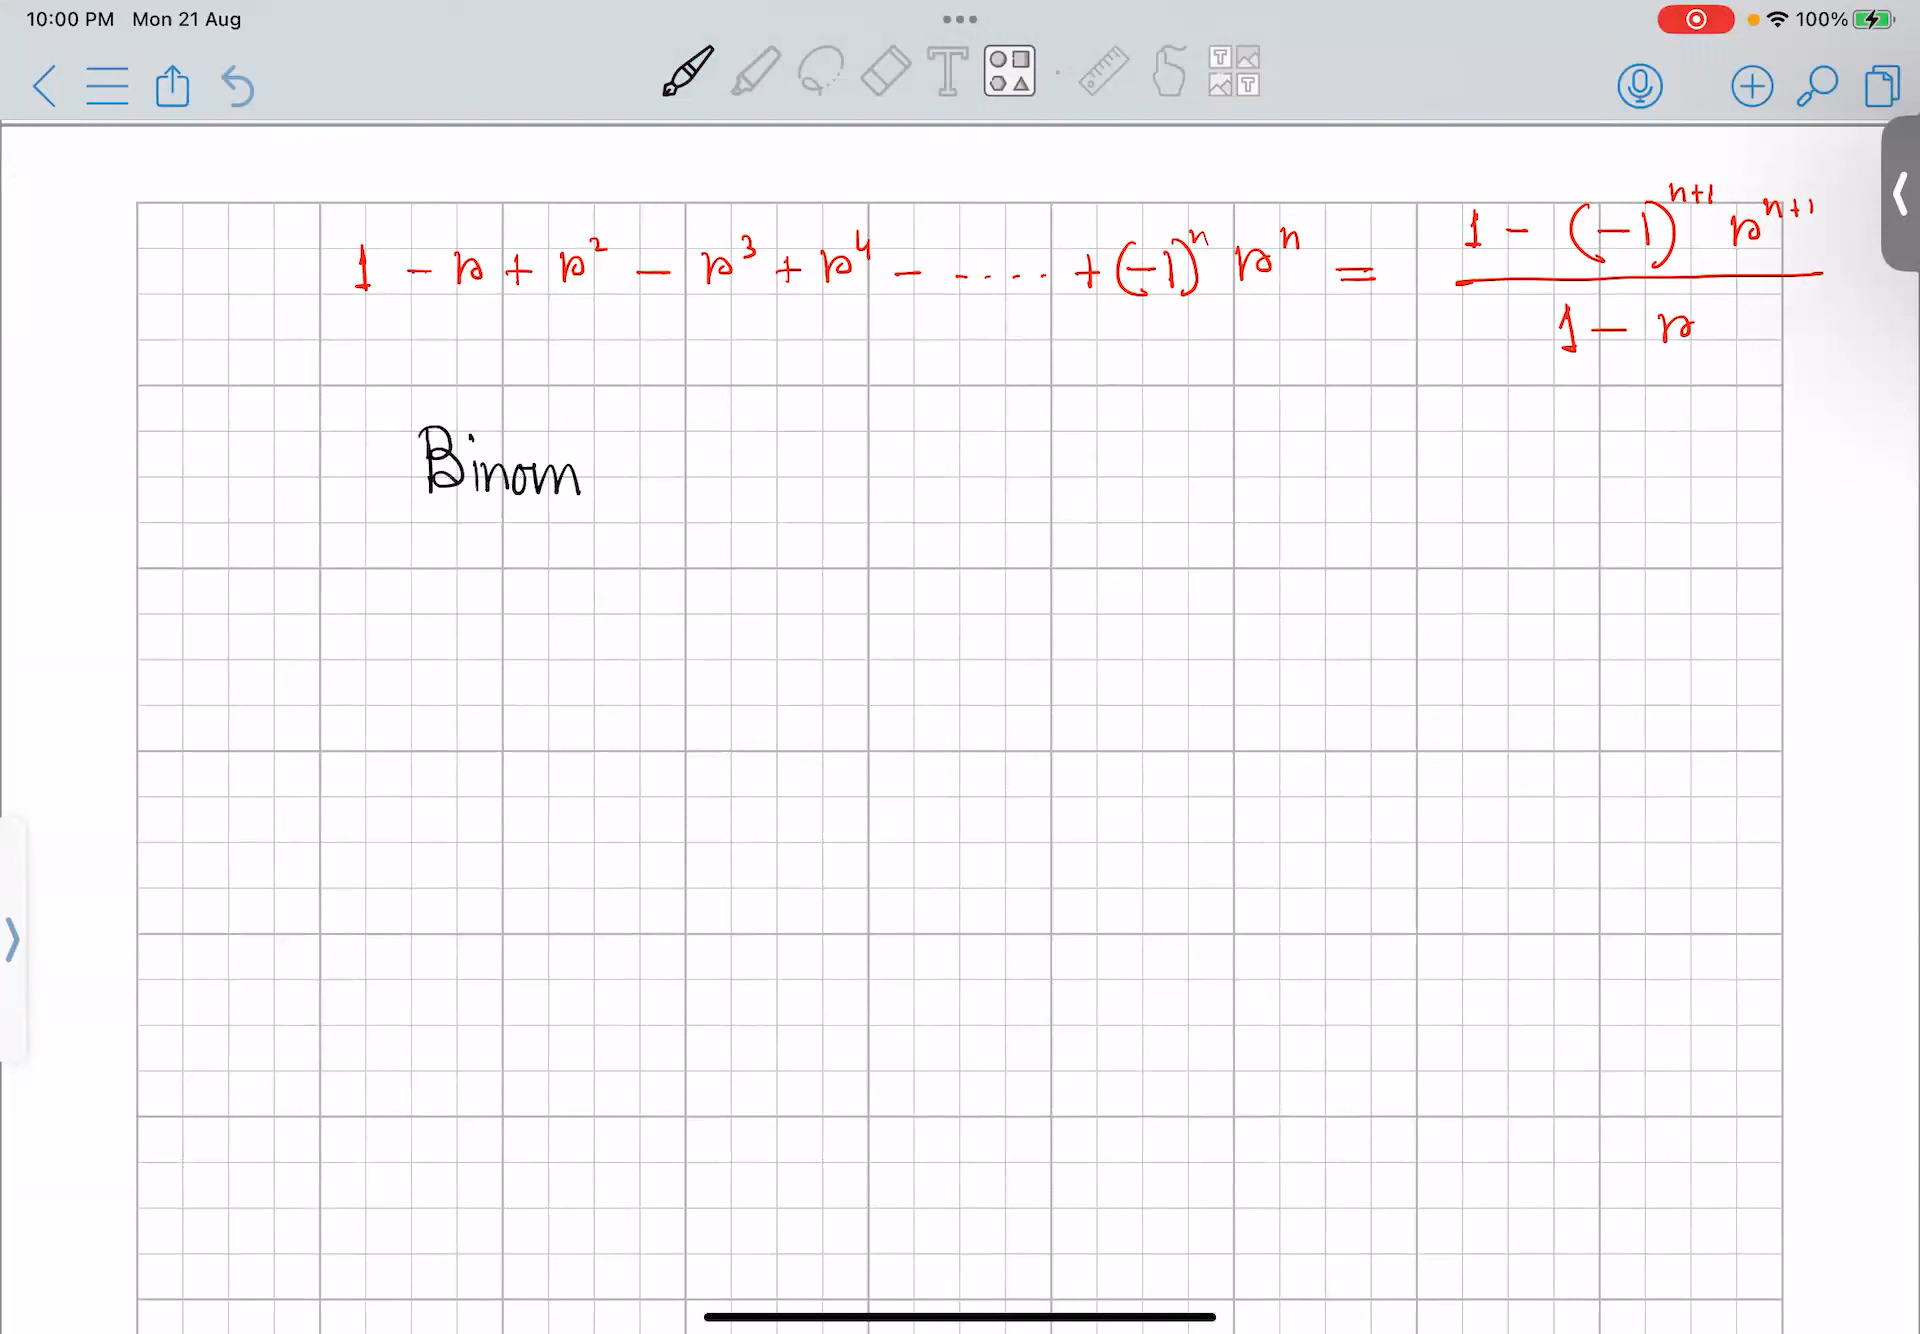 10:00 PM Mon 21 Aug
100%
1 - r + r² - r³ + r⁴ - ..... + (-1)ⁿ rⁿ = (1 - (-1)ⁿ⁺¹ rⁿ⁺¹) / (1 - r)
Binom